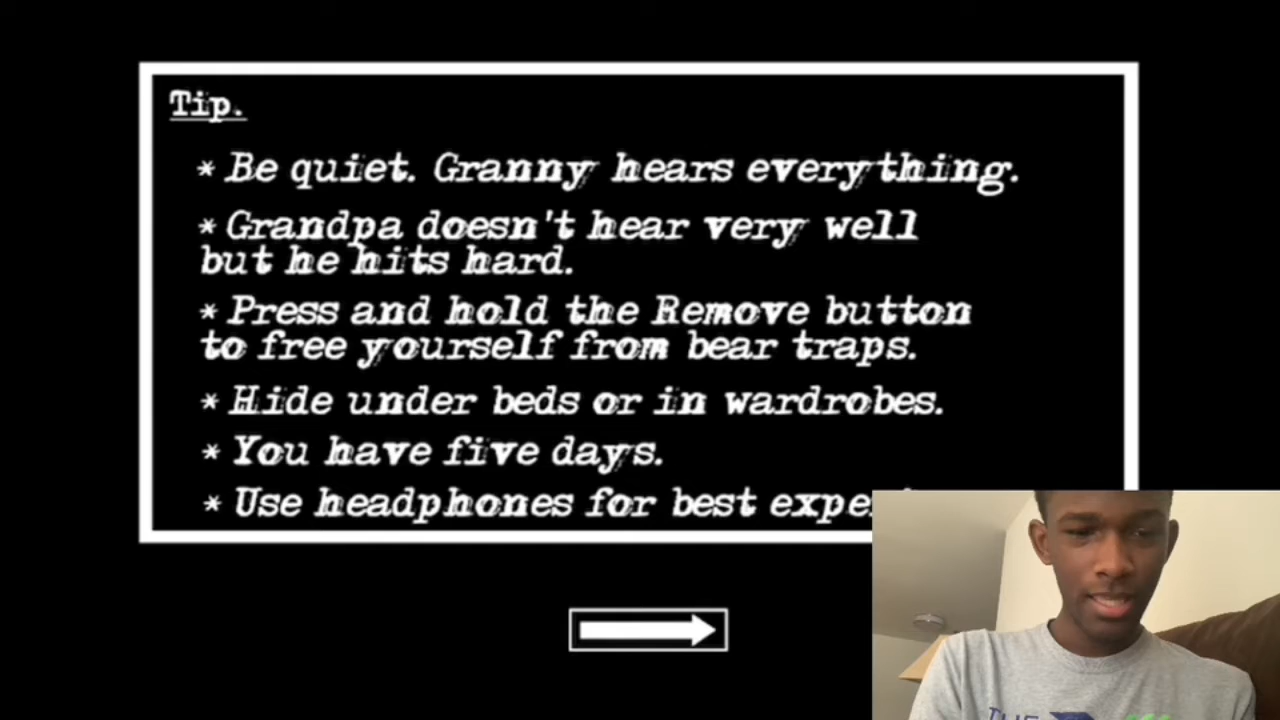 Tip.
* Be quiet. Granny hears everything.
* Grandpa doesn't hear very well
but he hits hard.
* Press and hold the Remove button
to free yourself from bear traps.
* Hide under beds or in wardrobes.
* You have five days.
* Use headphones for best
THE